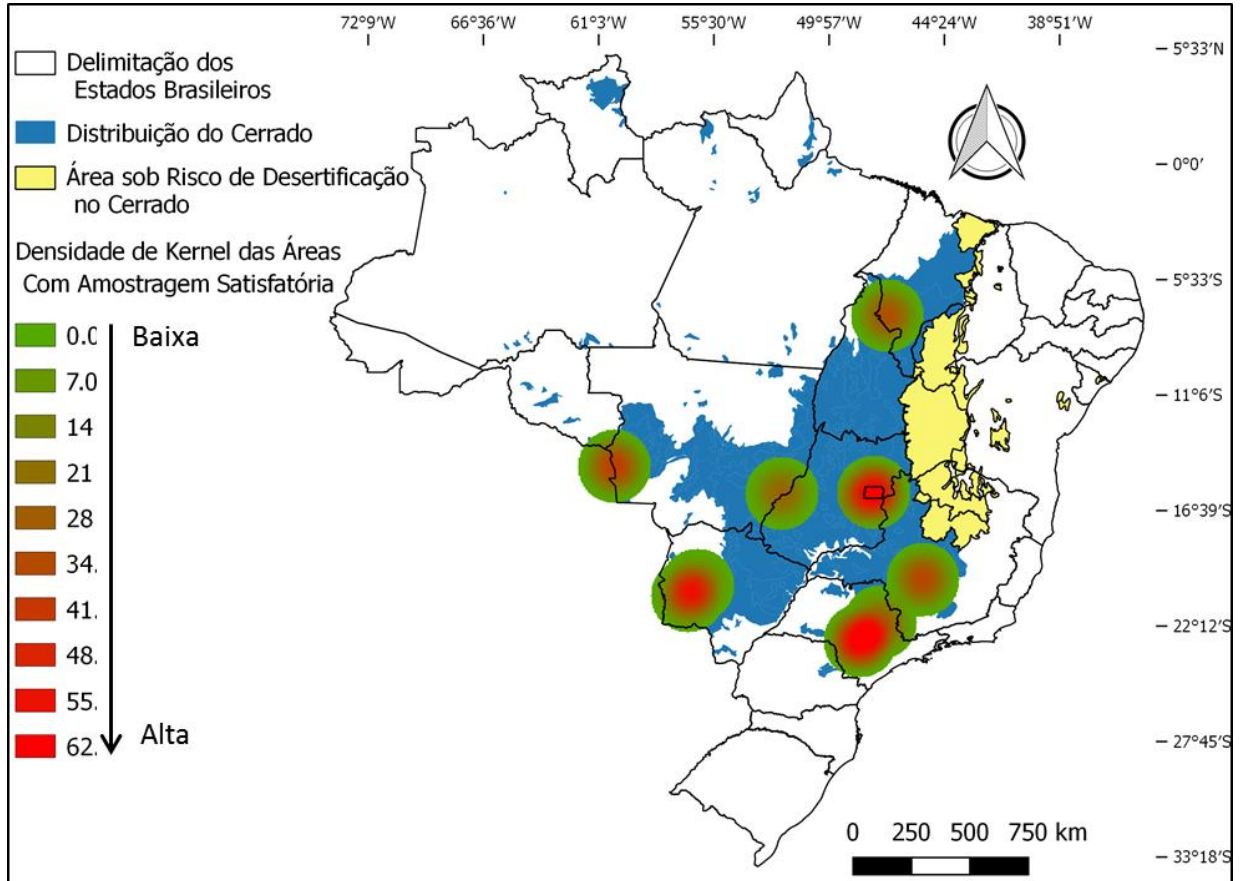 72°9′W 66°36′W 61°3′W 55°30′W 49°57′W 44°24′W 38°51′W
Delimitação dos
Estados Brasileiros
Distribuição do Cerrado
Área sob Risco de Desertificação
no Cerrado
Densidade de Kernel das Áreas
Com Amostragem Satisfatória
0.0
7.0
14
21
28
34.
41.
48.
55.
62.
Baixa
Alta
5°33′N
0°0′
5°33′S
11°6′S
16°39′S
22°12′S
27°45′S
33°18′S
0 250 500 750 km